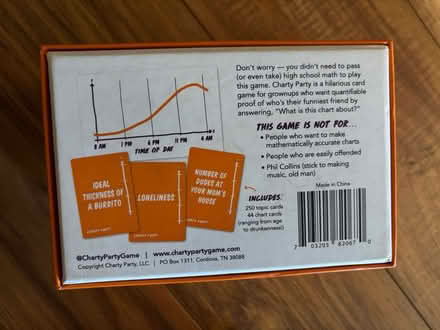 Don't worry — you didn't need to pass
(or even take) high school math to play
this game. Charty Party is a hilarious card
game for grownups who want quantifiable
proof of who's their funniest friend by
answering, "What is this chart about?"
THIS GAME IS NOT FOR...
• People who want to make
mathematically accurate charts
• People who are easily offended
• Phil Collins (stick to making
music, old man)
8 AM 1 PM 6 PM 11 PM 4 AM
TIME OF DAY
IDEAL
THICKNESS OF
A BURRITO
CHARTY PARTY
LONELINESS
CHARTY PARTY
NUMBER OF
DUDES AT
YOUR MOM'S
HOUSE
CHARTY PARTY
INCLUDES:
250 topic cards
44 chart cards
(ranging from age
to drunkenness)
Made in China
@ChartyPartyGame | www.chartypartygame.com
Copyright Charty Party, LLC. | PO Box 1311, Cordova, TN 38088